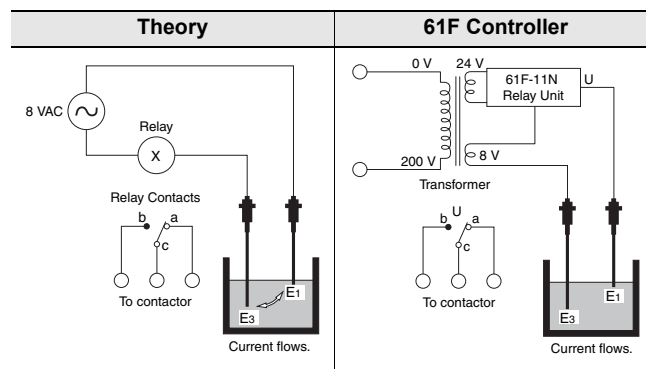 Theory
8 VAC
Relay
X
Relay Contacts
b
a
c
To contactor
E1
E3
Current flows.
61F Controller
0 V
24 V
61F-11N
Relay Unit
U
200 V
8 V
Transformer
U
b
a
c
To contactor
E1
E3
Current flows.